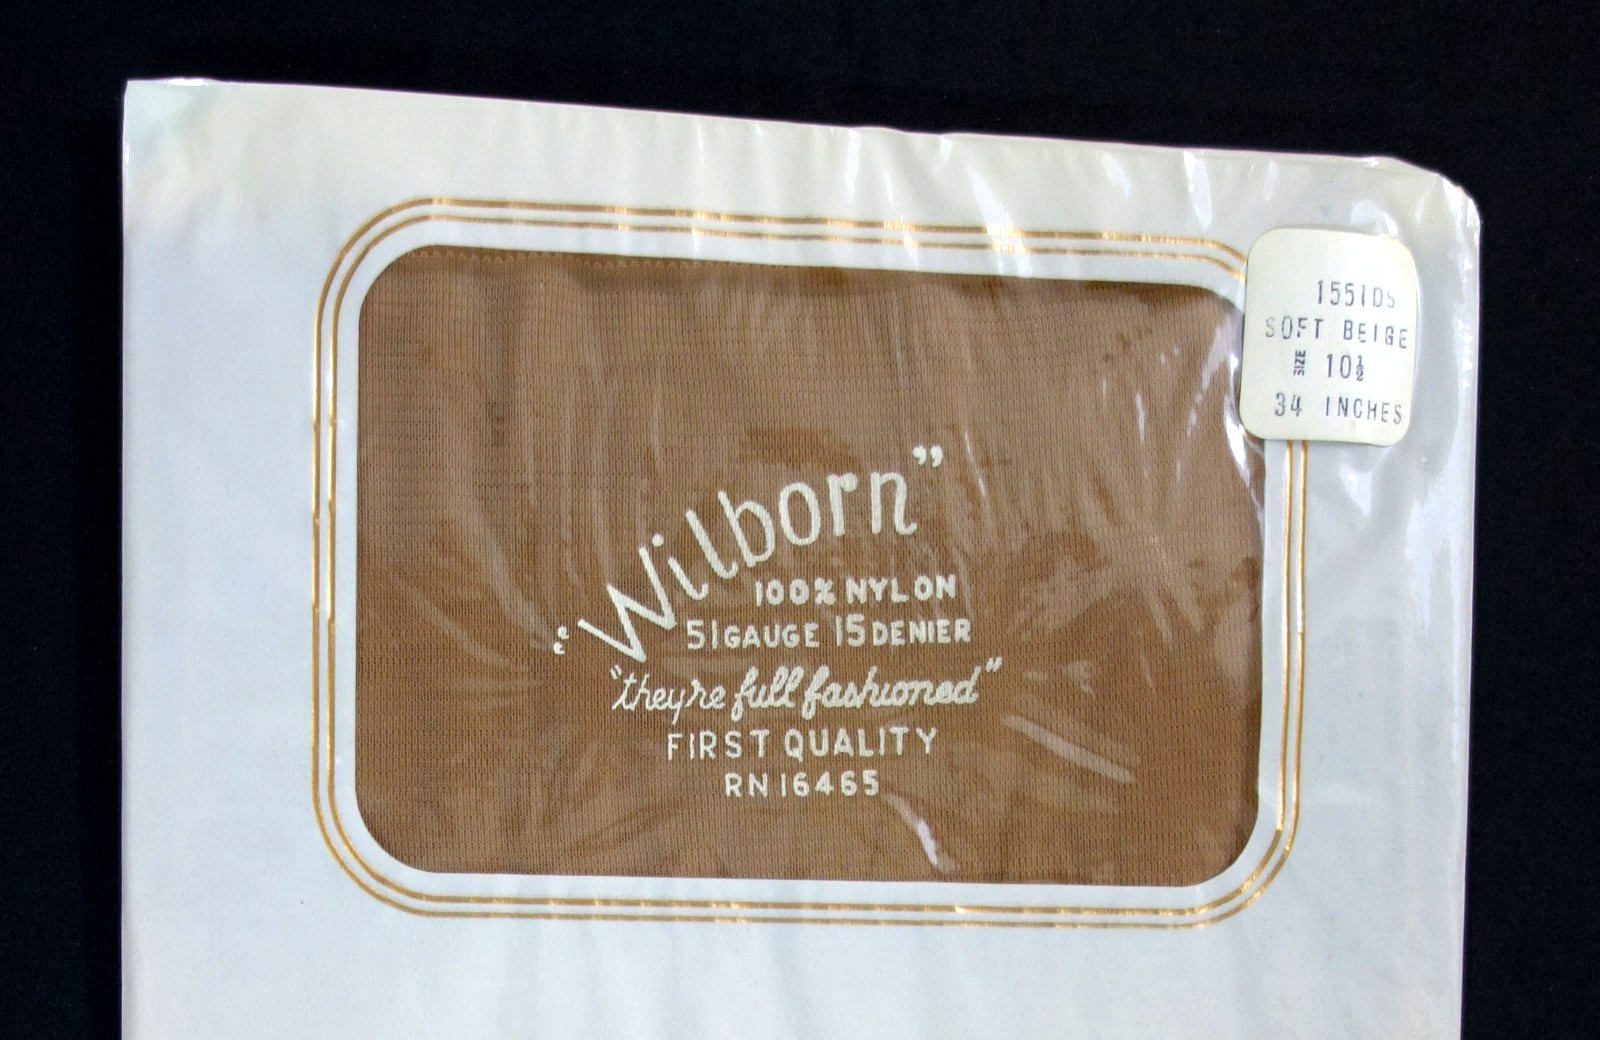 1551DS
SOFT BEIGE
SIZE 10½
34 INCHES
"Wilborn"
100% NYLON
51 GAUGE 15 DENIER
"they're full fashioned"
FIRST QUALITY
RN 16465